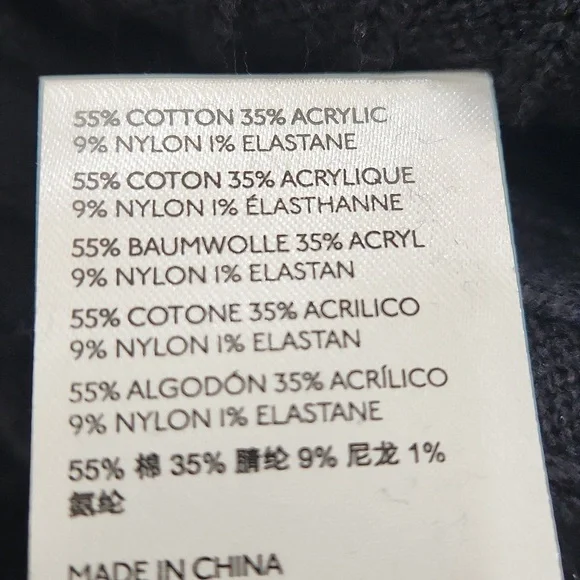 55% COTTON 35% ACRYLIC
9% NYLON 1% ELASTANE
55% COTON 35% ACRYLIQUE
9% NYLON 1% ÉLASTHANNE
55% BAUMWOLLE 35% ACRYL
9% NYLON 1% ELASTAN
55% COTONE 35% ACRILICO
9% NYLON 1% ELASTAN
55% ALGODÓN 35% ACRÍLICO
9% NYLON 1% ELASTANE
55% 棉 35% 腈纶 9% 尼龙 1%
氨纶
MADE IN CHINA